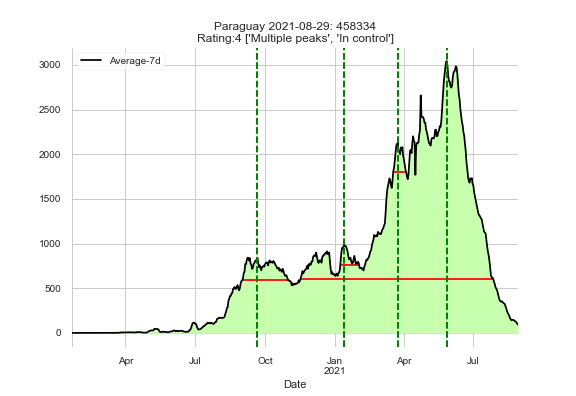 Paraguay 2021-08-29: 458334
Rating:4 ['Multiple peaks', 'In control']
Average-7d
3000
2500
2000
1500
1000
500
0
Apr
Jul
Oct
Jan
2021
Apr
Jul
Date